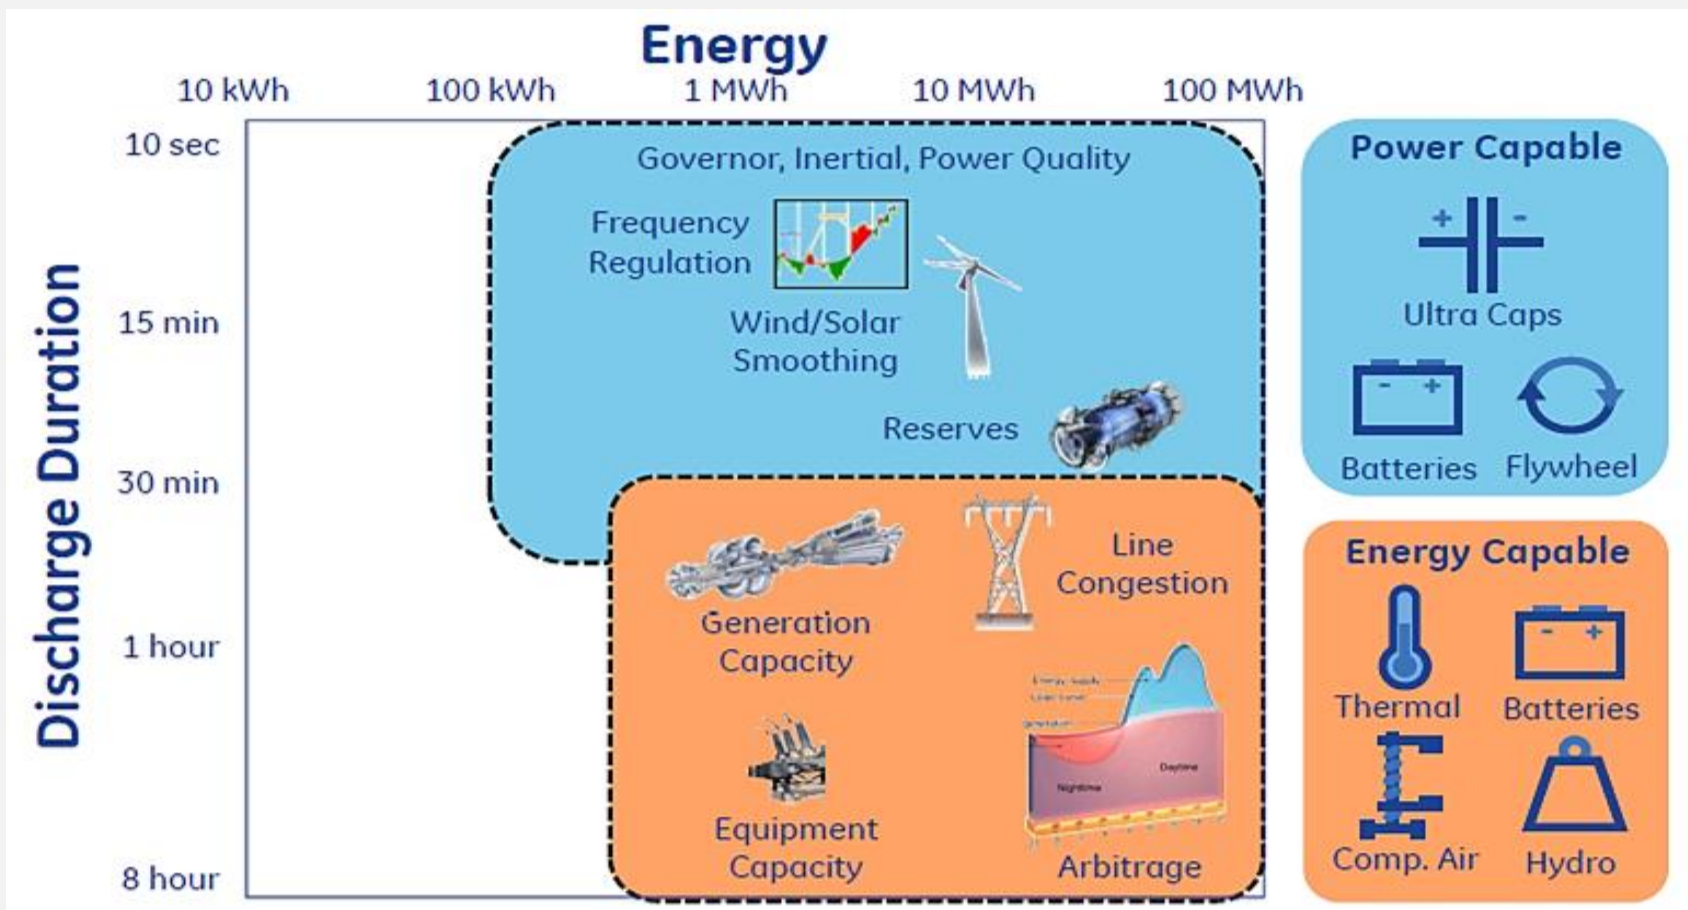 Energy
10 kWh 100 kWh 1 MWh 10 MWh 100 MWh
Discharge Duration
10 sec
15 min
30 min
1 hour
8 hour
Governor, Inertial, Power Quality
Frequency
Regulation
Wind/Solar
Smoothing
Reserves
Generation
Capacity
Line
Congestion
Equipment
Capacity
Nighttime
Daytime
Arbitrage
Power Capable
+ -
Ultra Caps
- +
Batteries
Flywheel
Energy Capable
Thermal
- +
Batteries
Comp. Air
Hydro